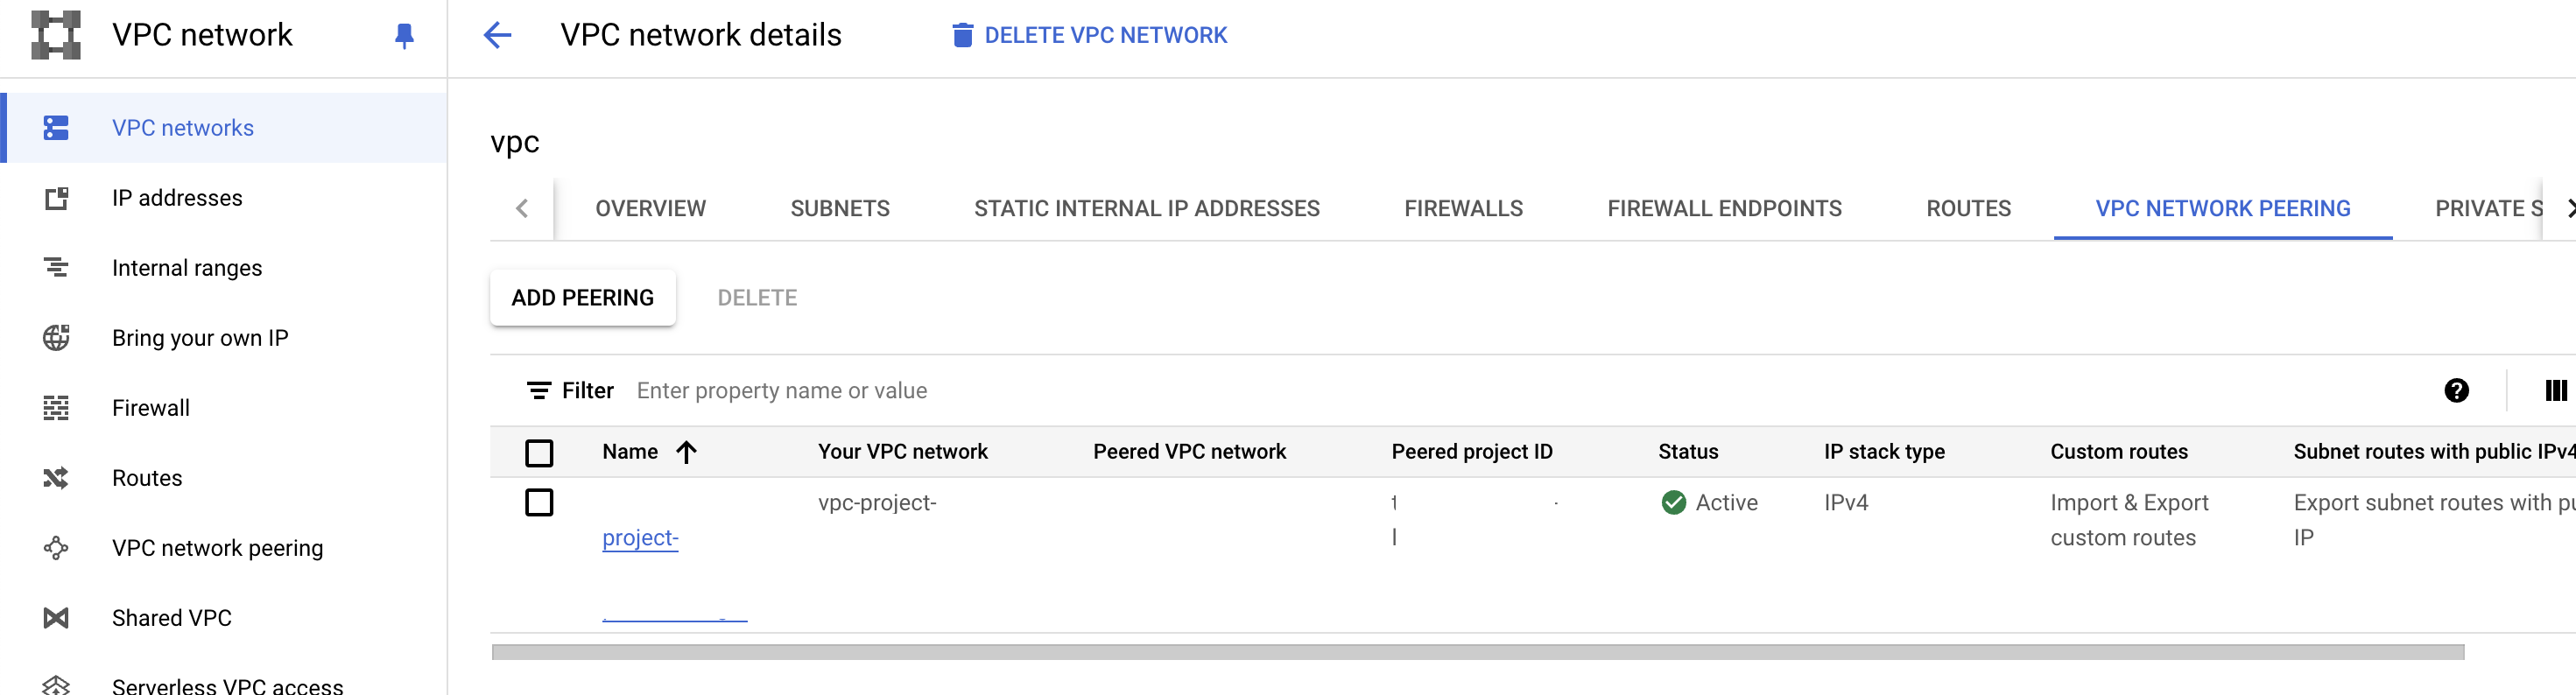 VPC network
VPC network details
DELETE VPC NETWORK
VPC networks
IP addresses
Internal ranges
Bring your own IP
Firewall
Routes
VPC network peering
Shared VPC
Serverless VPC access
vpc
OVERVIEW SUBNETS STATIC INTERNAL IP ADDRESSES FIREWALLS FIREWALL ENDPOINTS ROUTES VPC NETWORK PEERING PRIVATE S
ADD PEERING DELETE
Filter Enter property name or value
Name Your VPC network Peered VPC network Peered project ID Status IP stack type Custom routes Subnet routes with public IPv4
vpc-project- Active IPv4 Import & Export Export subnet routes with pu
project- custom routes IP